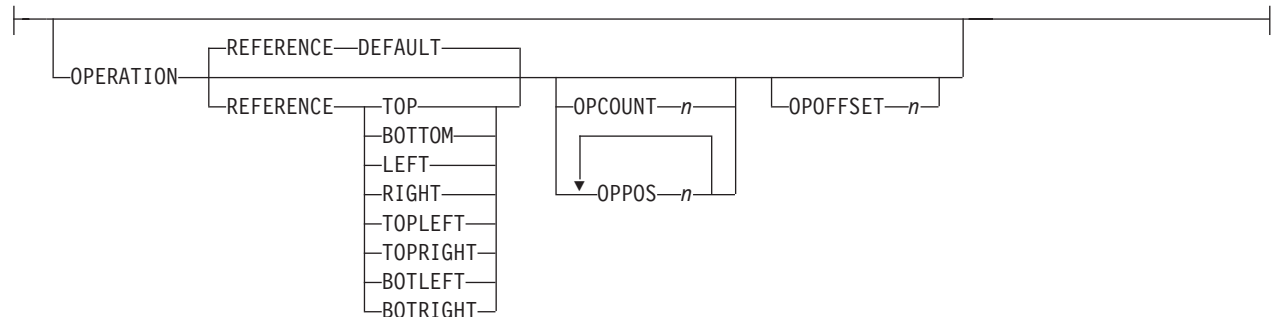 REFERENCE DEFAULT
OPERATION
REFERENCE TOP OPCOUNT n OPOFFSET n
BOTTOM
LEFT
RIGHT OPPOS n
TOPLEFT
TOPRIGHT
BOTLEFT
BOTRIGHT